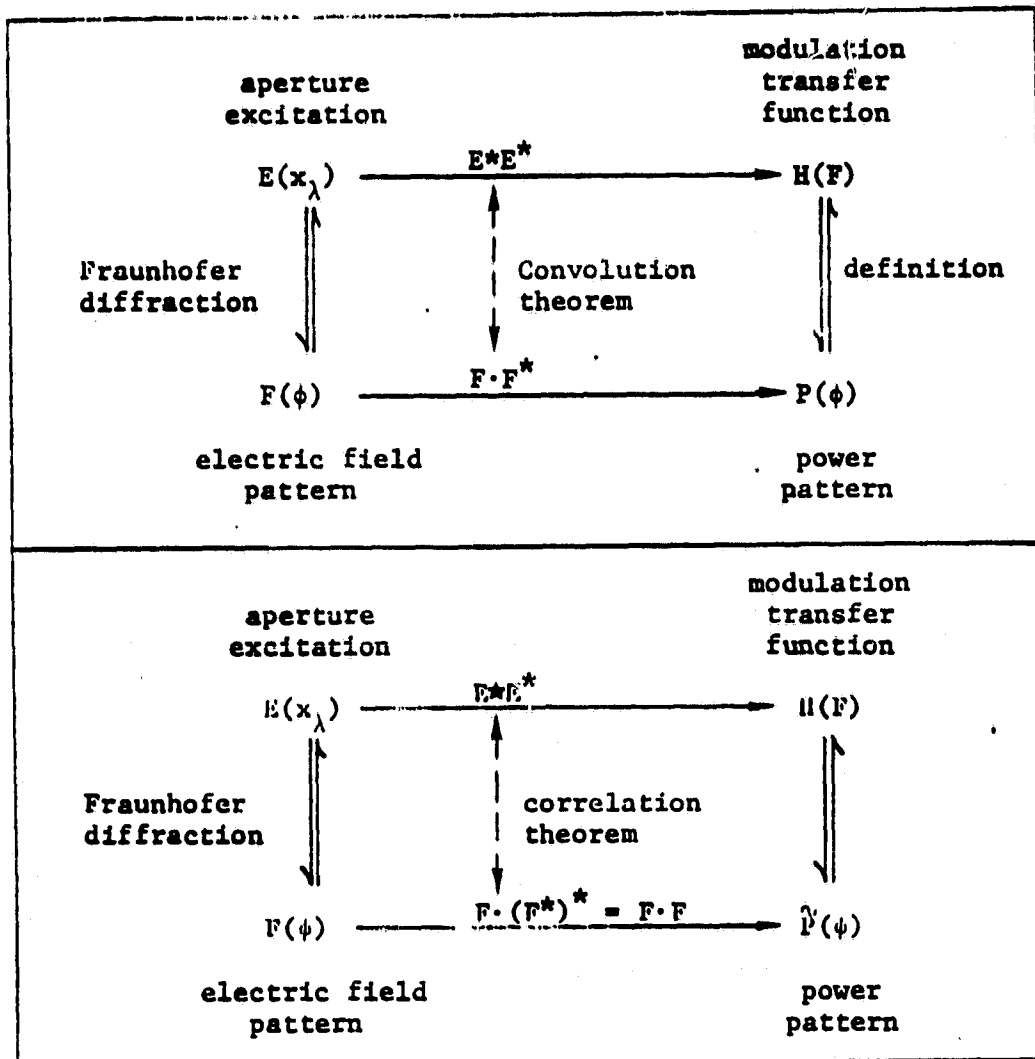 modulation
transfer
function
aperture
excitation
E(x_λ)
E*E*
H(F)
Fraunhofer
diffraction
Convolution
theorem
definition
F(φ)
F·F*
P(φ)
electric field
pattern
power
pattern
modulation
transfer
function
aperture
excitation
E(x_λ)
E★E*
H(F)
Fraunhofer
diffraction
correlation
theorem
F(ψ)
F·(F*)* = F·F
P̃(ψ)
electric field
pattern
power
pattern